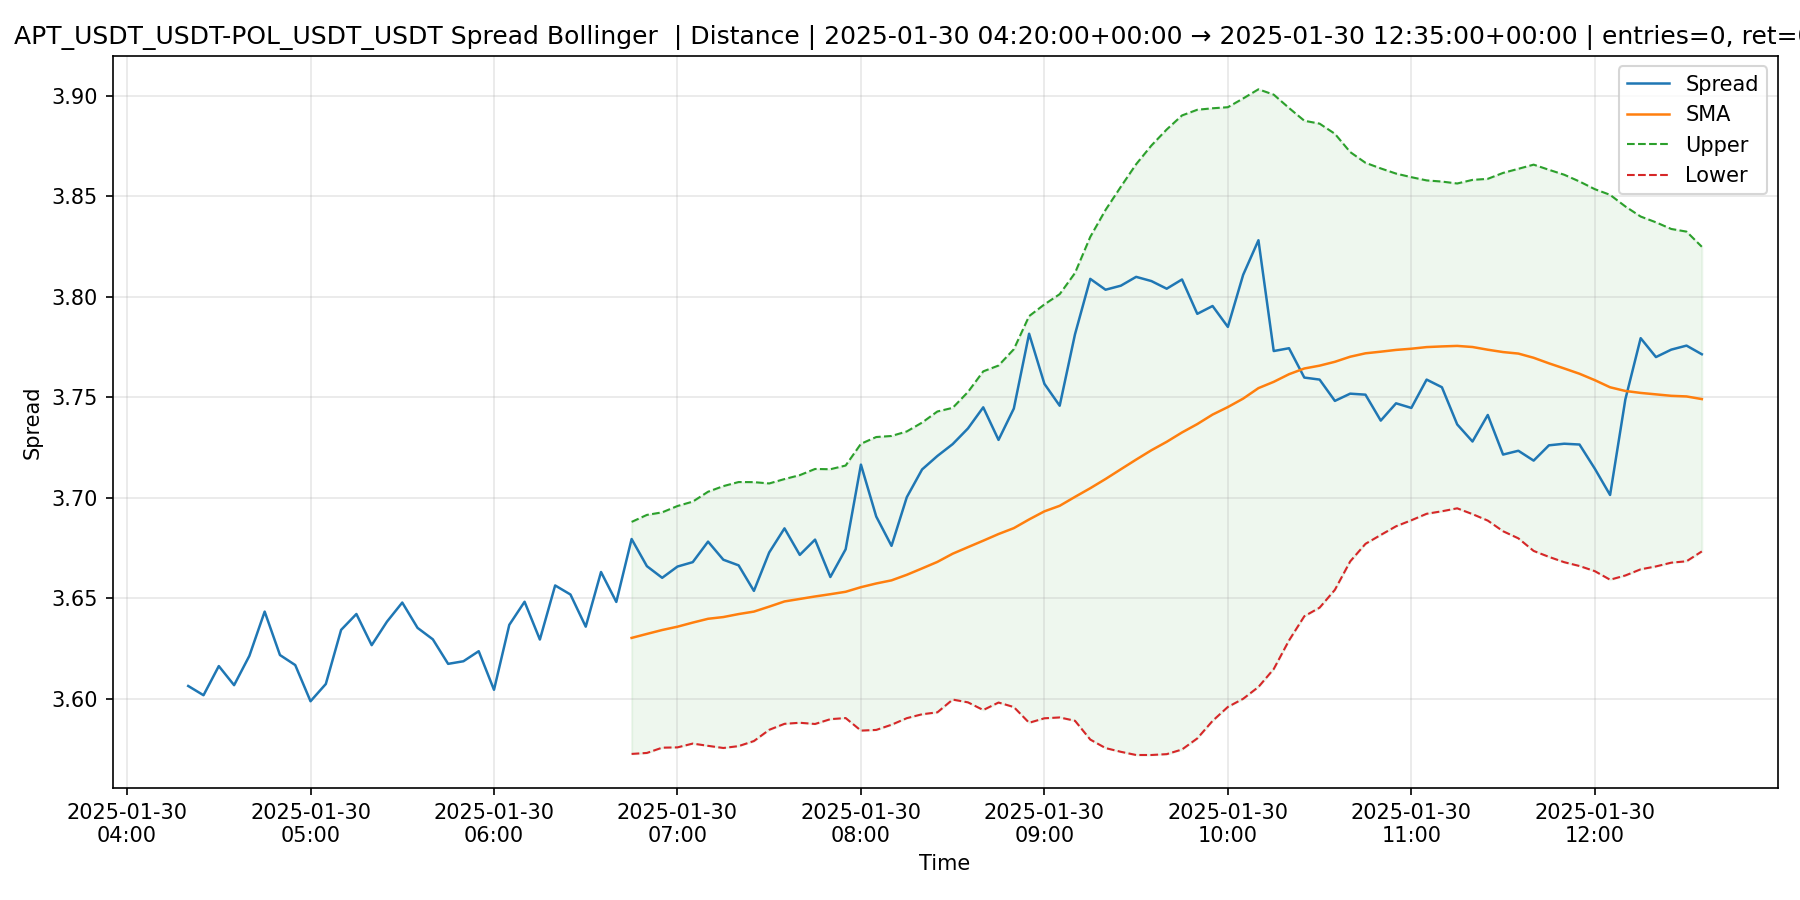 APT_USDT_USDT-POL_USDT_USDT Spread Bollinger | Distance | 2025-01-30 04:20:00+00:00 → 2025-01-30 12:35:00+00:00 | entries=0, ret=
Spread
SMA
Upper
Lower
3.90
3.85
3.80
3.75
3.70
3.65
3.60
Spread
2025-01-30 2025-01-30 2025-01-30 2025-01-30 2025-01-30 2025-01-30 2025-01-30 2025-01-30 2025-01-30
04:00 05:00 06:00 07:00 08:00 09:00 10:00 11:00 12:00
Time